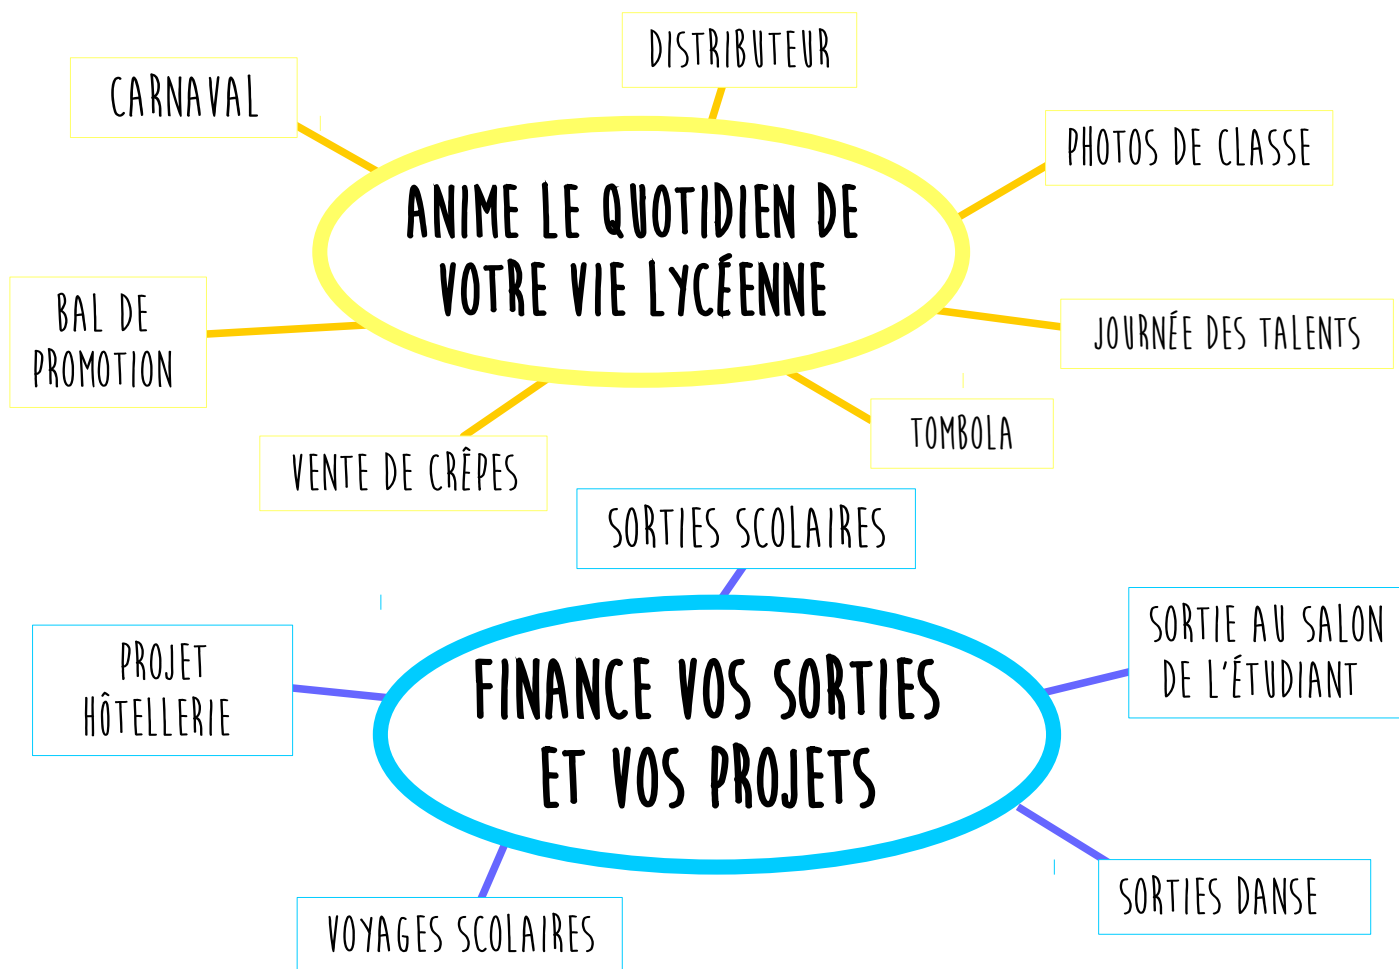 DISTRIBUTEUR
CARNAVAL
PHOTOS DE CLASSE
ANIME LE QUOTIDIEN DE
VOTRE VIE LYCÉENNE
BAL DE
PROMOTION
JOURNÉE DES TALENTS
TOMBOLA
VENTE DE CRÊPES
SORTIES SCOLAIRES
SORTIE AU SALON
DE L'ÉTUDIANT
PROJET
HÔTELLERIE
FINANCE VOS SORTIES
ET VOS PROJETS
SORTIES DANSE
VOYAGES SCOLAIRES